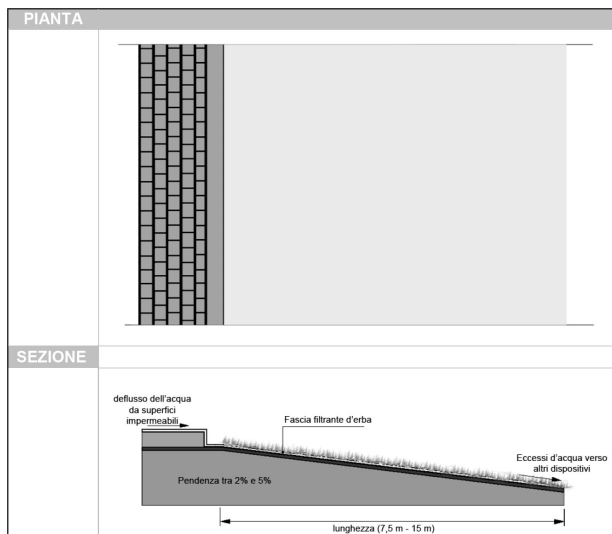 PIANTA
SEZIONE
deflusso dell'acqua
da superfici
impermeabili
Fascia filtrante d'erba
Eccessi d'acqua verso
altri dispositivi
Pendenza tra 2% e 5%
lunghezza (7,5 m - 15 m)